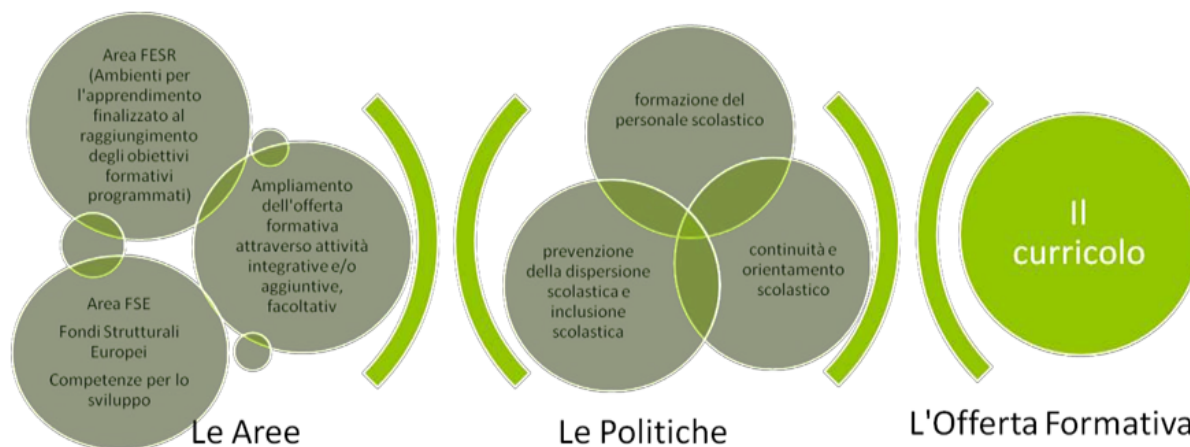 Area FESR
(Ambienti per
l'apprendimento
finalizzato al
raggiungimento
degli obiettivi
formativi
programmati)
Ampliamento
dell'offerta
formativa
attraverso attività
integrative e/o
aggiuntive,
facoltativ
Area FSE
Fondi Strutturali
Europei
Competenze per lo
sviluppo
Le Aree
formazione del
personale scolastico
prevenzione
della dispersione
scolastica e
inclusione
scolastica
continuità e
orientamento
scolastico
Le Politiche
Il
curricolo
L'Offerta Formativa